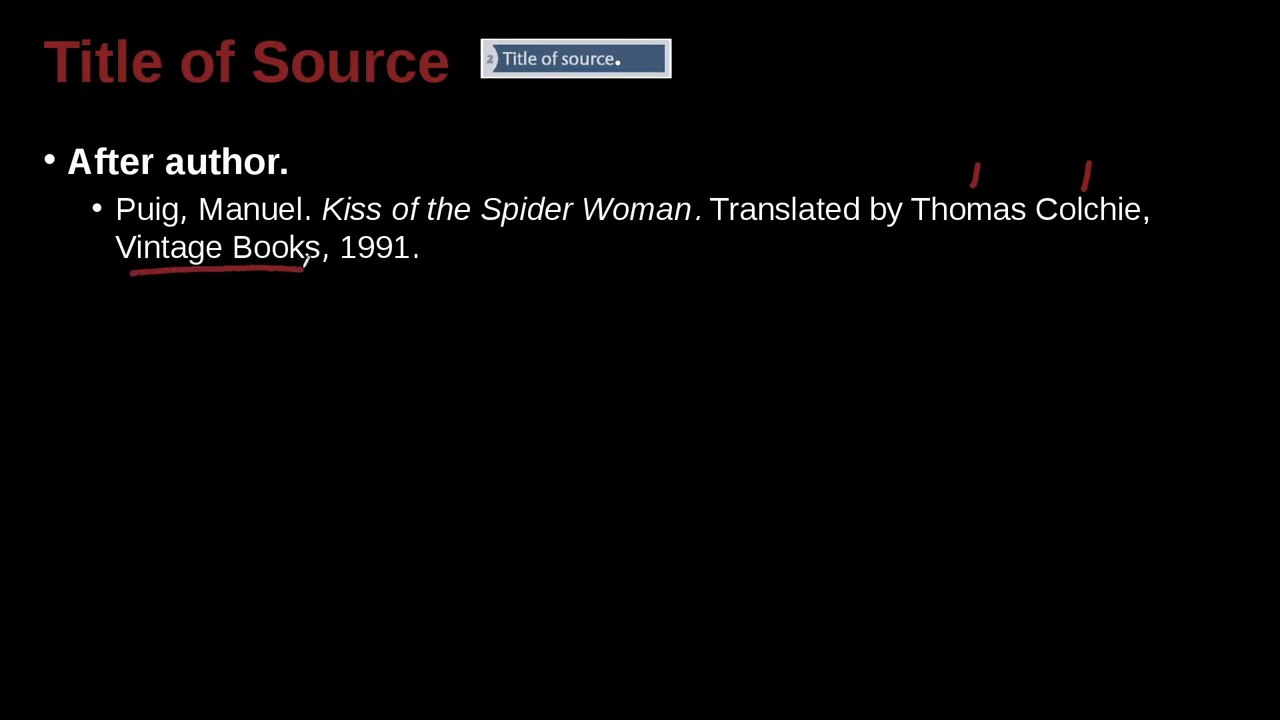 Title of Source
2 Title of source.
• After author.
• Puig, Manuel. Kiss of the Spider Woman. Translated by Thomas Colchie,
Vintage Books, 1991.